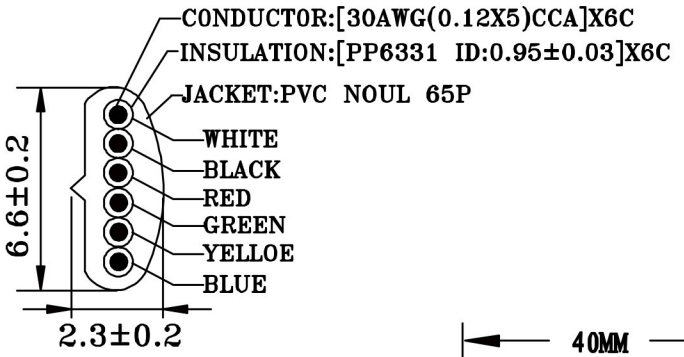 CONDUCTOR:[30AWG(0.12X5)CCA]X6C
INSULATION:[PP6331 ID:0.95±0.03]X6C
JACKET:PVC NOUL 65P
WHITE
BLACK
RED
GREEN
YELLOE
BLUE
6.6±0.2
2.3±0.2
40MM